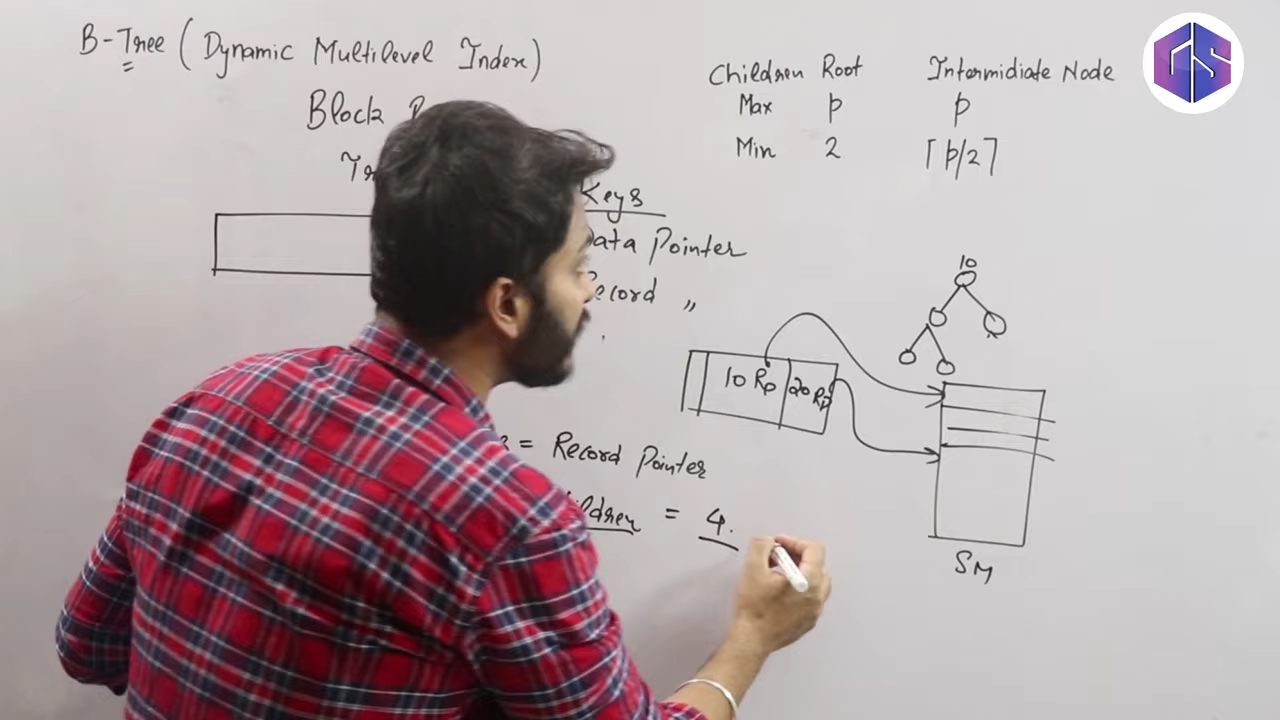 B-Tree (Dynamic Multilevel Index)
Block
Keys
Data Pointer
Record "
= Record Pointer
= 4.
Children Root Intermidiate Node
Max p p
Min 2 ⌈p/2⌉
10
10 Rp 20 Rp
SM
GS